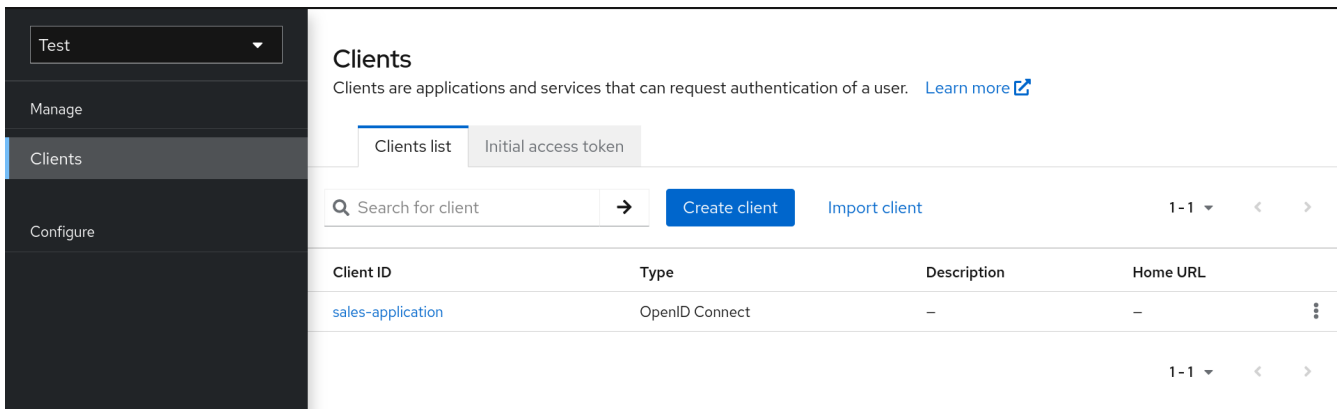 Test
Manage
Clients
Configure
Clients
Clients are applications and services that can request authentication of a user. Learn more
Clients list Initial access token
Search for client Create client Import client 1 - 1
Client ID Type Description Home URL
sales-application OpenID Connect – –
1 - 1